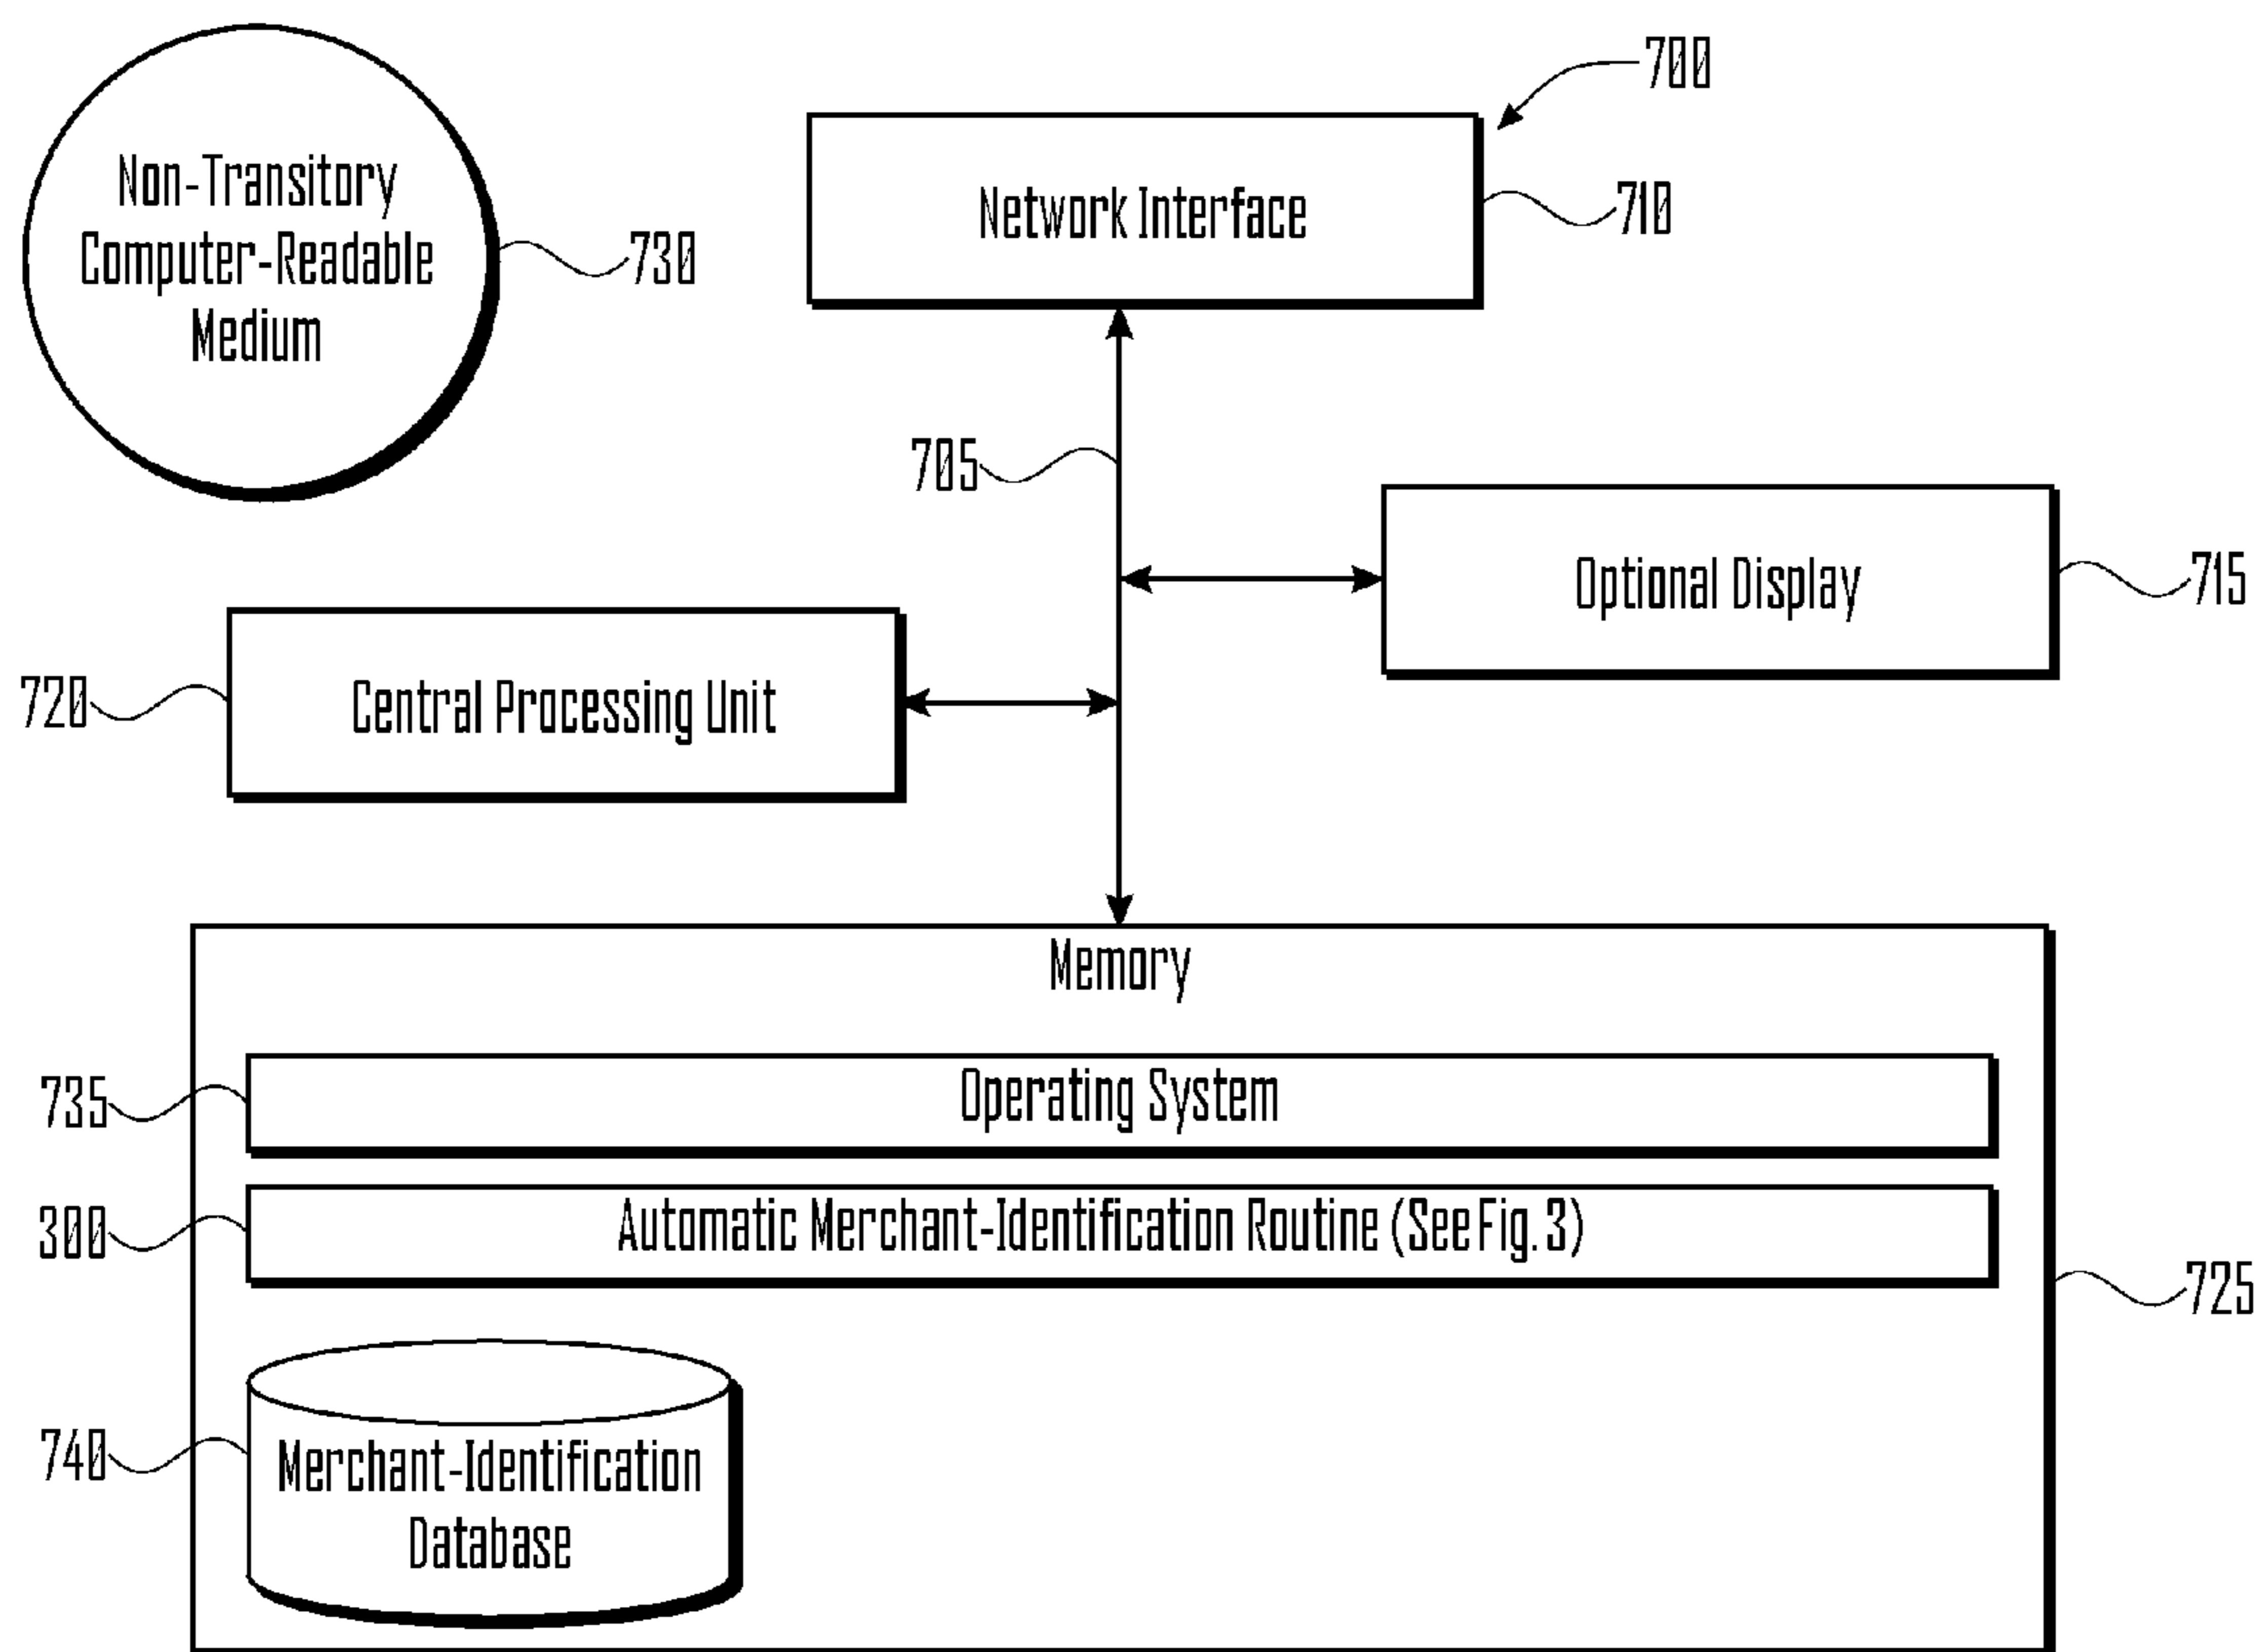 700
Non-Transitory
Computer-Readable
Medium
730
Network Interface
710
705
Optional Display
715
720
Central Processing Unit
Memory
735
Operating System
300
Automatic Merchant-Identification Routine (See Fig. 3)
725
740
Merchant-Identification
Database